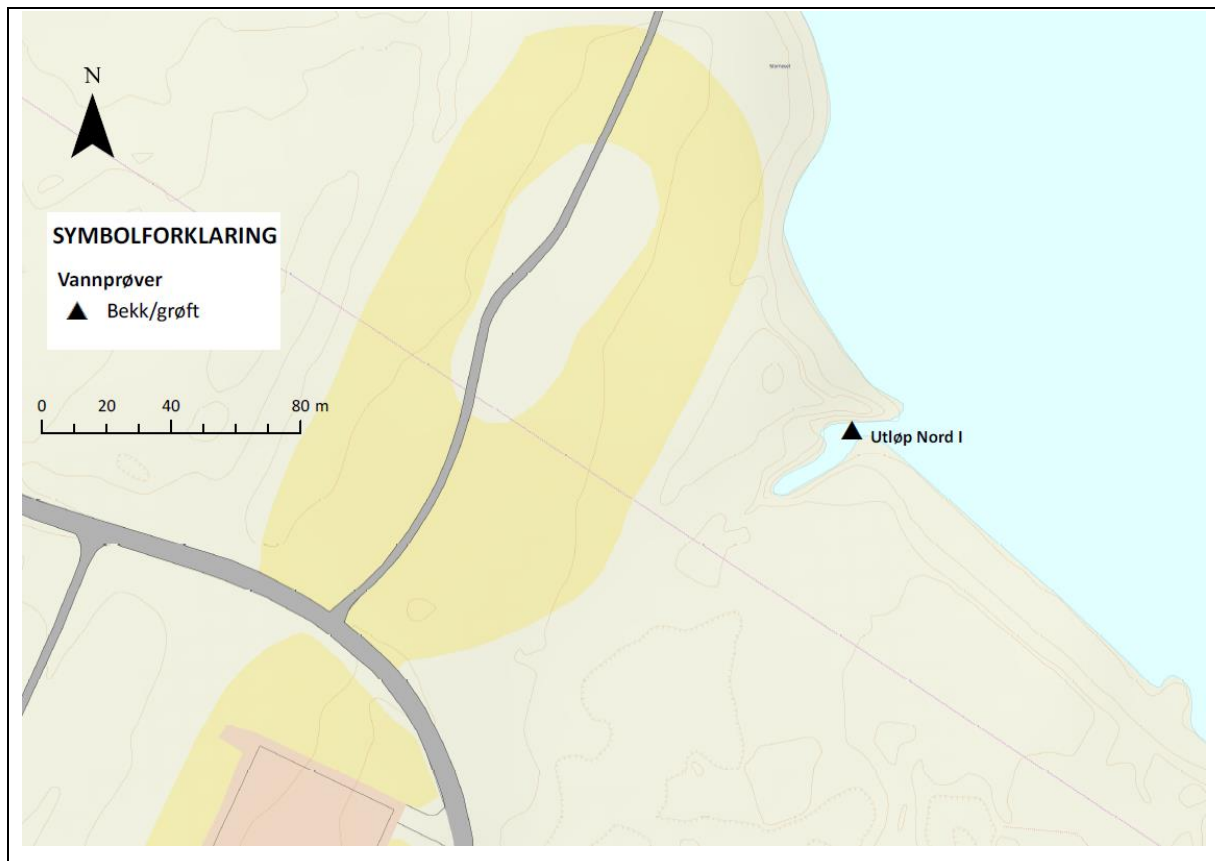 N
SYMBOLFORKLARING
Vannprøver
Bekk/grøft
0 20 40 80 m
Utløp Nord I